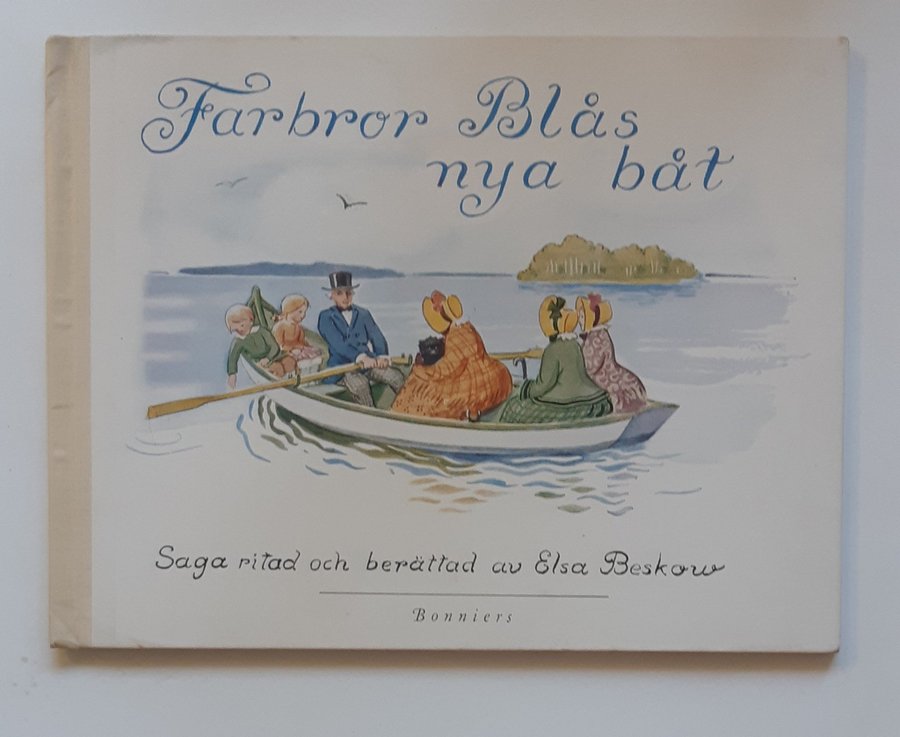 Farbror Blås
nya båt
Saga ritad och berättad av Elsa Beskow
Bonniers